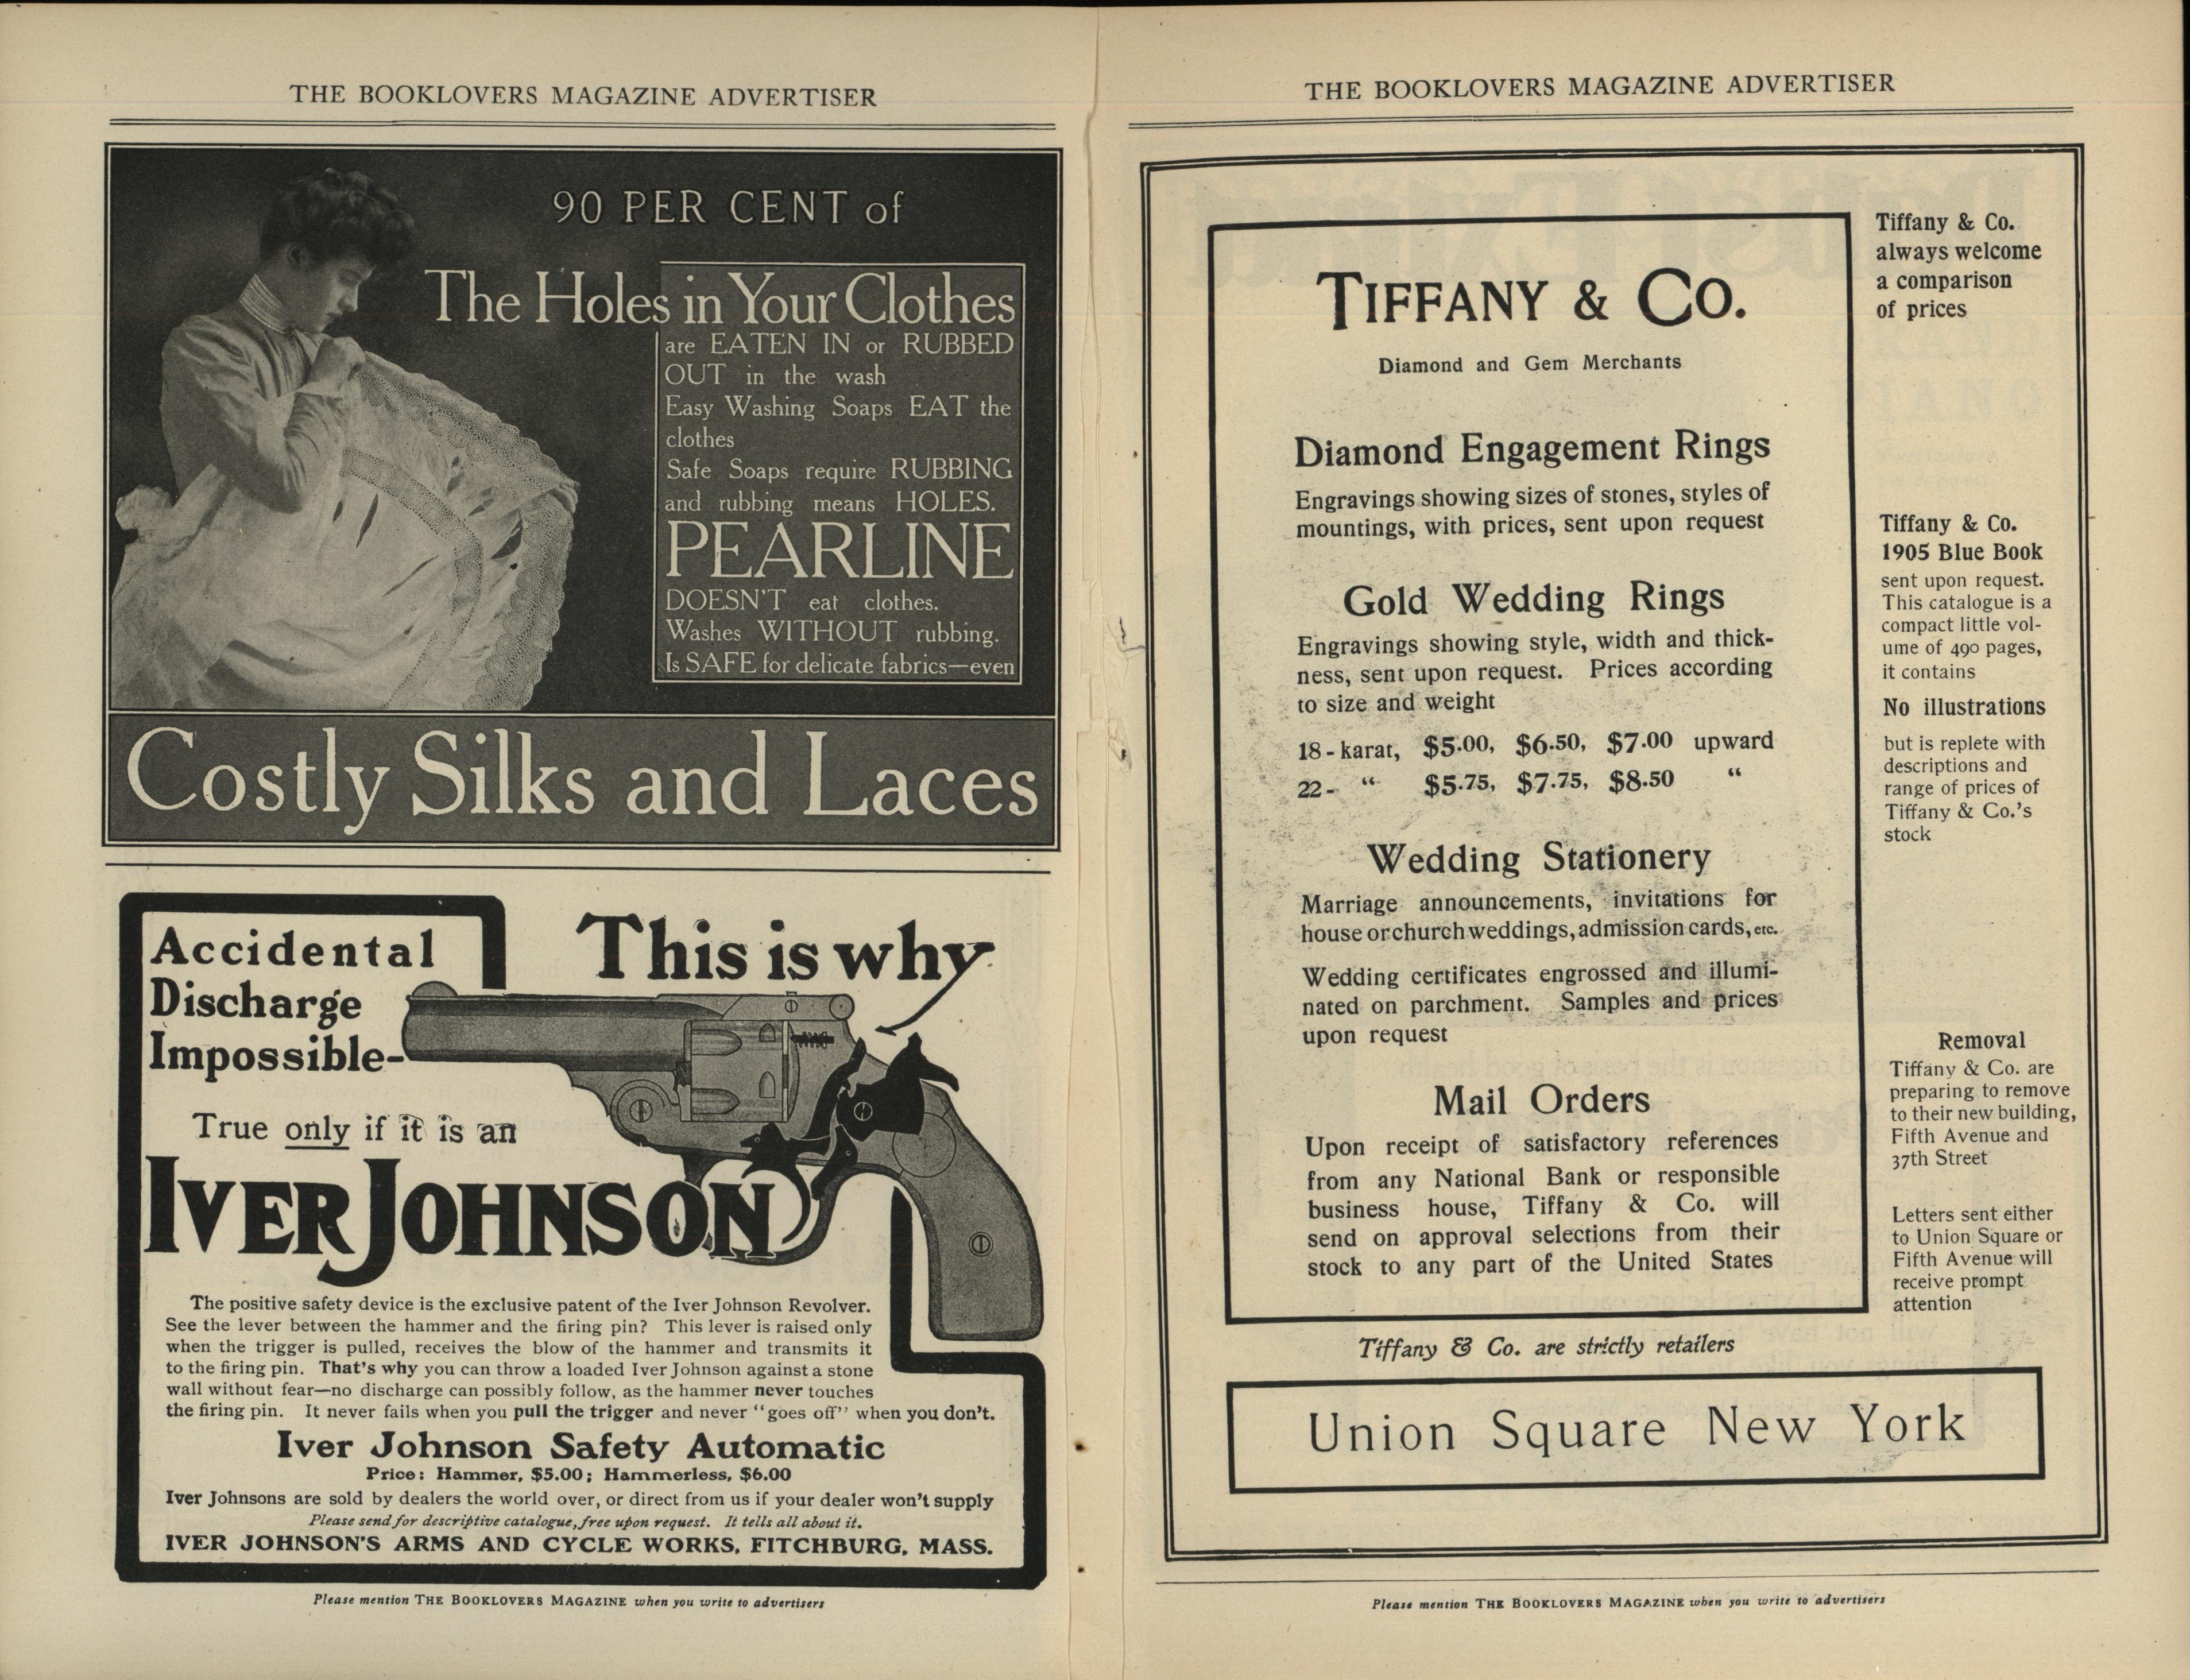 THE BOOKLOVERS MAGAZINE ADVERTISER
90 PER CENT of
The Holes in Your Clothes
are EATEN IN or RUBBED
OUT in the wash
Easy Washing Soaps EAT the
clothes
Safe Soaps require RUBBING
and rubbing means HOLES.
PEARLINE
DOESN'T eat clothes.
Washes WITHOUT rubbing.
Is SAFE for delicate fabrics—even
Costly Silks and Laces
Accidental
Discharge
Impossible-
This is why
True only if it is an
IVER JOHNSON
The positive safety device is the exclusive patent of the Iver Johnson Revolver.
See the lever between the hammer and the firing pin? This lever is raised only
when the trigger is pulled, receives the blow of the hammer and transmits it
to the firing pin. That's why you can throw a loaded Iver Johnson against a stone
wall without fear—no discharge can possibly follow, as the hammer never touches
the firing pin. It never fails when you pull the trigger and never "goes off" when you don't.
Iver Johnson Safety Automatic
Price: Hammer, $5.00; Hammerless, $6.00
Iver Johnsons are sold by dealers the world over, or direct from us if your dealer won't supply
Please send for descriptive catalogue, free upon request. It tells all about it.
IVER JOHNSON'S ARMS AND CYCLE WORKS, FITCHBURG, MASS.
Please mention THE BOOKLOVERS MAGAZINE when you write to advertisers
THE BOOKLOVERS MAGAZINE ADVERTISER
TIFFANY & CO.
Diamond and Gem Merchants
Diamond Engagement Rings
Engravings showing sizes of stones, styles of
mountings, with prices, sent upon request
Gold Wedding Rings
Engravings showing style, width and thick-
ness, sent upon request. Prices according
to size and weight
18-karat, $5.00, $6.50, $7.00 upward
22- “ $5.75, $7.75, $8.50 “
Wedding Stationery
Marriage announcements, invitations for
house or church weddings, admission cards, etc.
Wedding certificates engrossed and illumi-
nated on parchment. Samples and prices
upon request
Mail Orders
Upon receipt of satisfactory references
from any National Bank or responsible
business house, Tiffany & Co. will
send on approval selections from their
stock to any part of the United States
Tiffany & Co.
always welcome
a comparison
of prices
Tiffany & Co.
1905 Blue Book
sent upon request.
This catalogue is a
compact little vol-
ume of 490 pages,
it contains
No illustrations
but is replete with
descriptions and
range of prices of
Tiffany & Co.'s
stock
Removal
Tiffany & Co. are
preparing to remove
to their new building,
Fifth Avenue and
37th Street
Letters sent either
to Union Square or
Fifth Avenue will
receive prompt
attention
Tiffany & Co. are strictly retailers
Union Square New York
Please mention THE BOOKLOVERS MAGAZINE when you write to advertisers